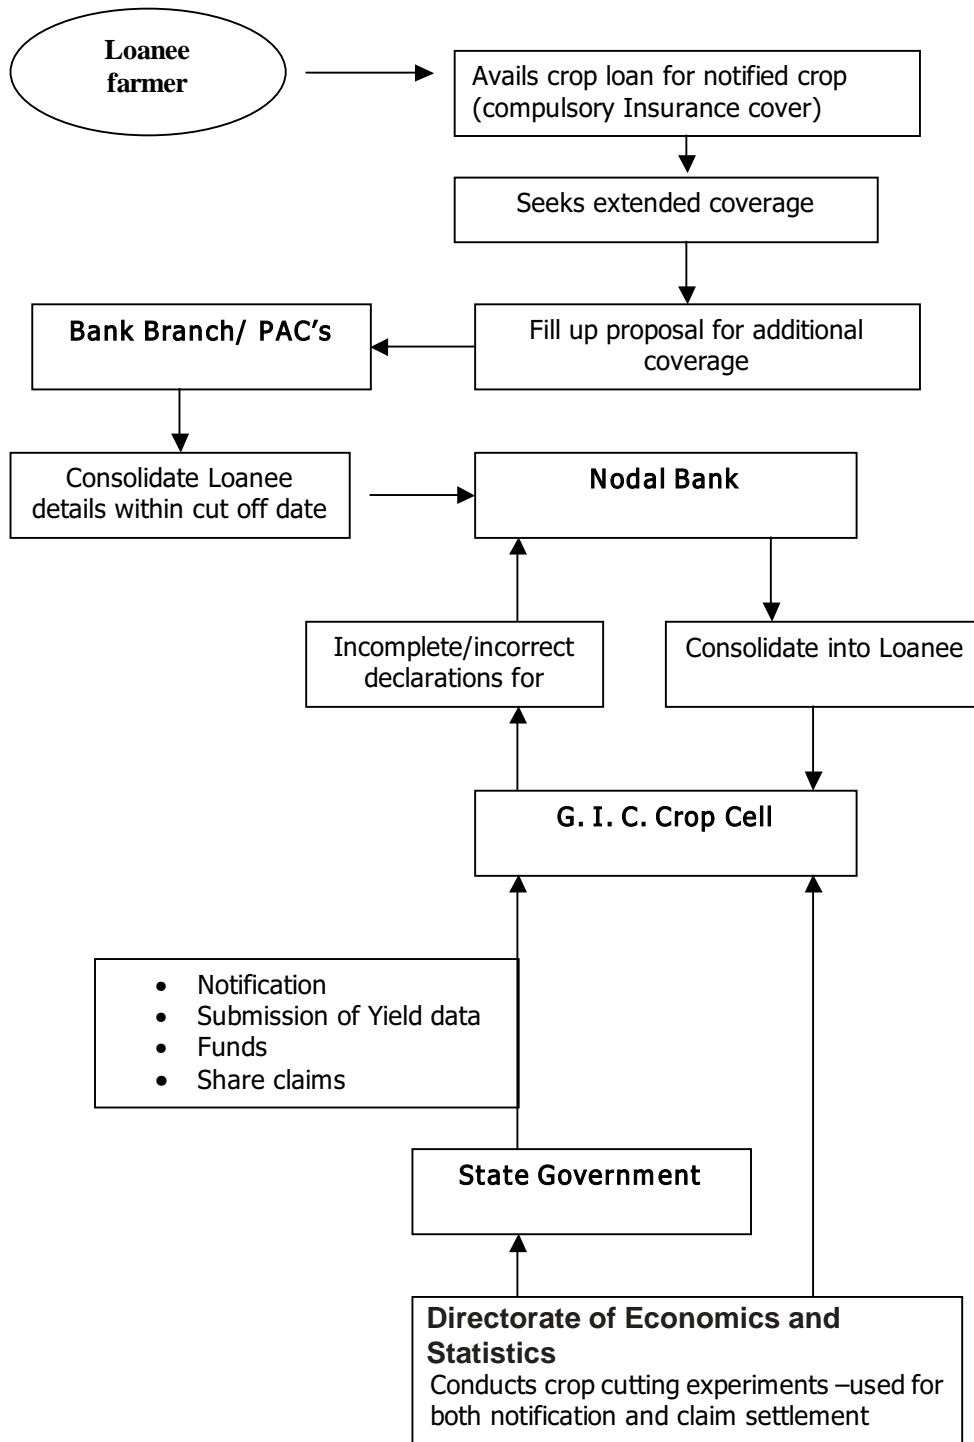 Loanee
farmer
Avails crop loan for notified crop
(compulsory Insurance cover)
Seeks extended coverage
Fill up proposal for additional
coverage
Bank Branch/ PAC's
Consolidate Loanee
details within cut off date
Nodal Bank
Incomplete/incorrect
declarations for
Consolidate into Loanee
G. I. C. Crop Cell
• Notification
• Submission of Yield data
• Funds
• Share claims
State Government
Directorate of Economics and
Statistics
Conducts crop cutting experiments –used for
both notification and claim settlement